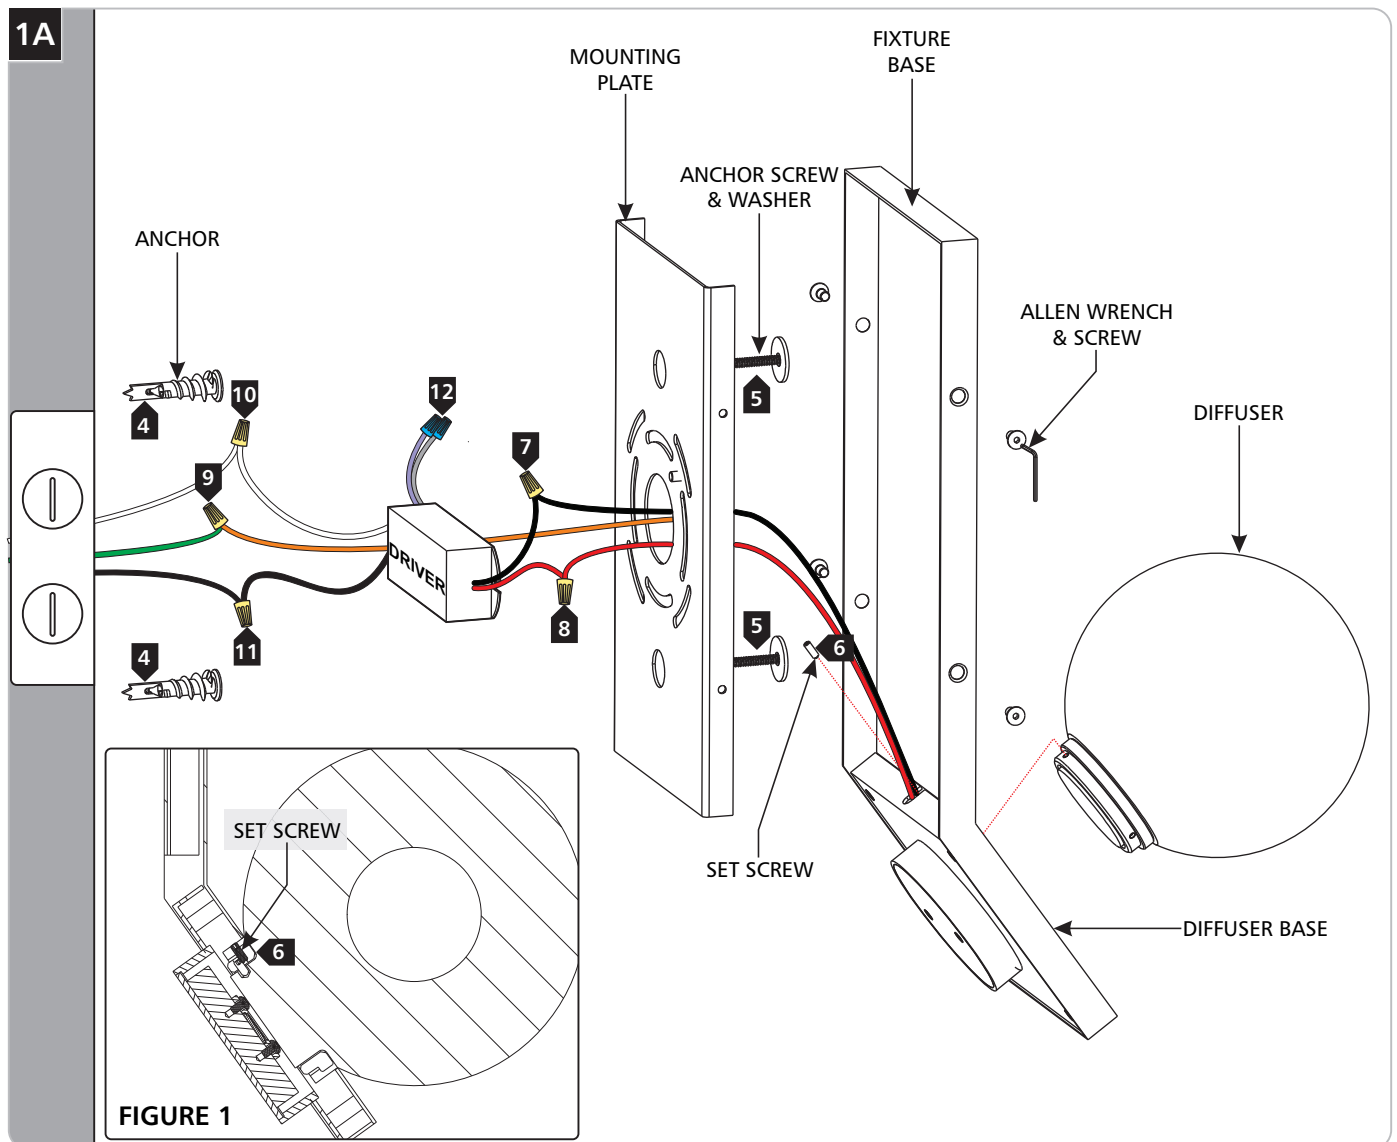 1A
FIXTURE
BASE
MOUNTING
PLATE
ANCHOR SCREW
& WASHER
ANCHOR
ALLEN WRENCH
& SCREW
DIFFUSER
4
10
12
5
7
9
DRIVER
8
11
4
5
6
SET SCREW
DIFFUSER BASE
SET SCREW
6
FIGURE 1